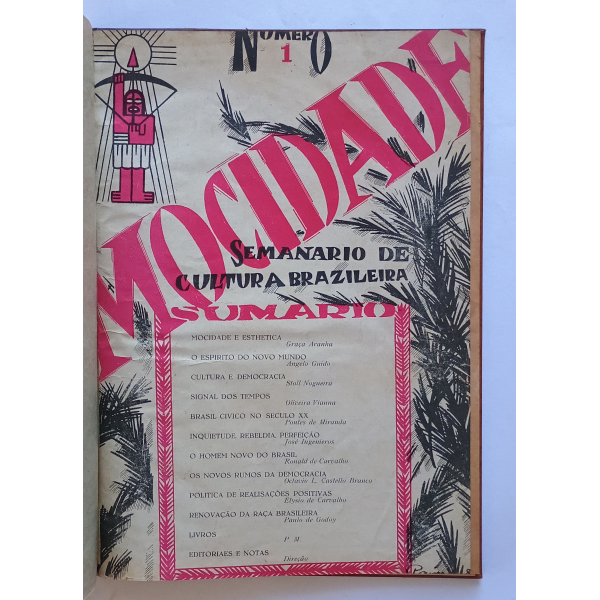 NUMERO
1
MOCIDADE
SEMANARIO DE
CULTURA BRAZILEIRA
SUMARIO
MOCIDADE E ESTHETICA
Graça Aranha
O ESPIRITO DO NOVO MUNDO
Angelo Guido
CULTURA E DEMOCRACIA
Stoll Nogueira
SIGNAL DOS TEMPOS
Oliveira Vianna
BRASIL CIVICO NO SECULO XX
Pontes de Miranda
INQUIETUDE, REBELDIA, PERFEIÇÃO
José Ingenieros
O HOMEM NOVO DO BRASIL
Ronald de Carvalho
OS NOVOS RUMOS DA DEMOCRACIA
Octavio L. Castello Branco
POLITICA DE REALISAÇÕES POSITIVAS
Elysio de Carvalho
RENOVAÇÃO DA RAÇA BRASILEIRA
Paulo de Godoy
LIVROS
P. M.
EDITORIAES E NOTAS
Direção